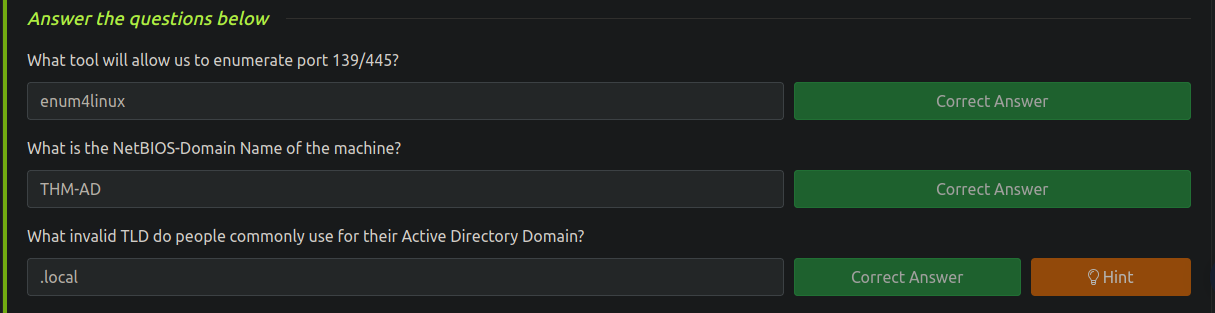 Answer the questions below
What tool will allow us to enumerate port 139/445?
enum4linux
Correct Answer
What is the NetBIOS-Domain Name of the machine?
THM-AD
Correct Answer
What invalid TLD do people commonly use for their Active Directory Domain?
.local
Correct Answer
Hint